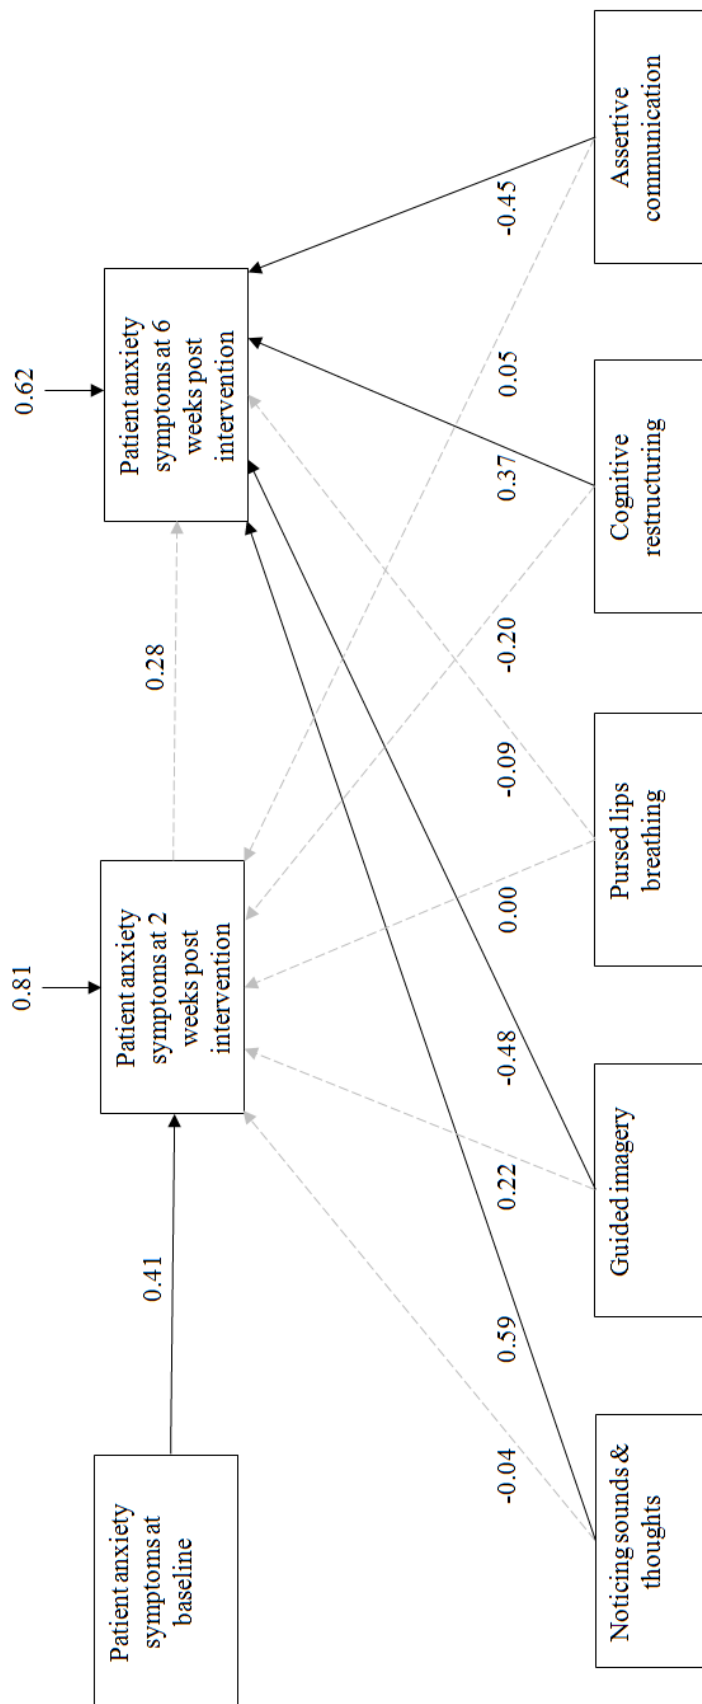 0.81
0.62
Patient anxiety
symptoms at
baseline
0.41
Patient anxiety
symptoms at 2
weeks post
intervention
0.28
Patient anxiety
symptoms at 6
weeks post
intervention
-0.04
0.59
0.22
-0.48
0.00
-0.09
-0.20
0.37
0.05
-0.45
Noticing sounds &
thoughts
Guided imagery
Pursed lips
breathing
Cognitive
restructuring
Assertive
communication